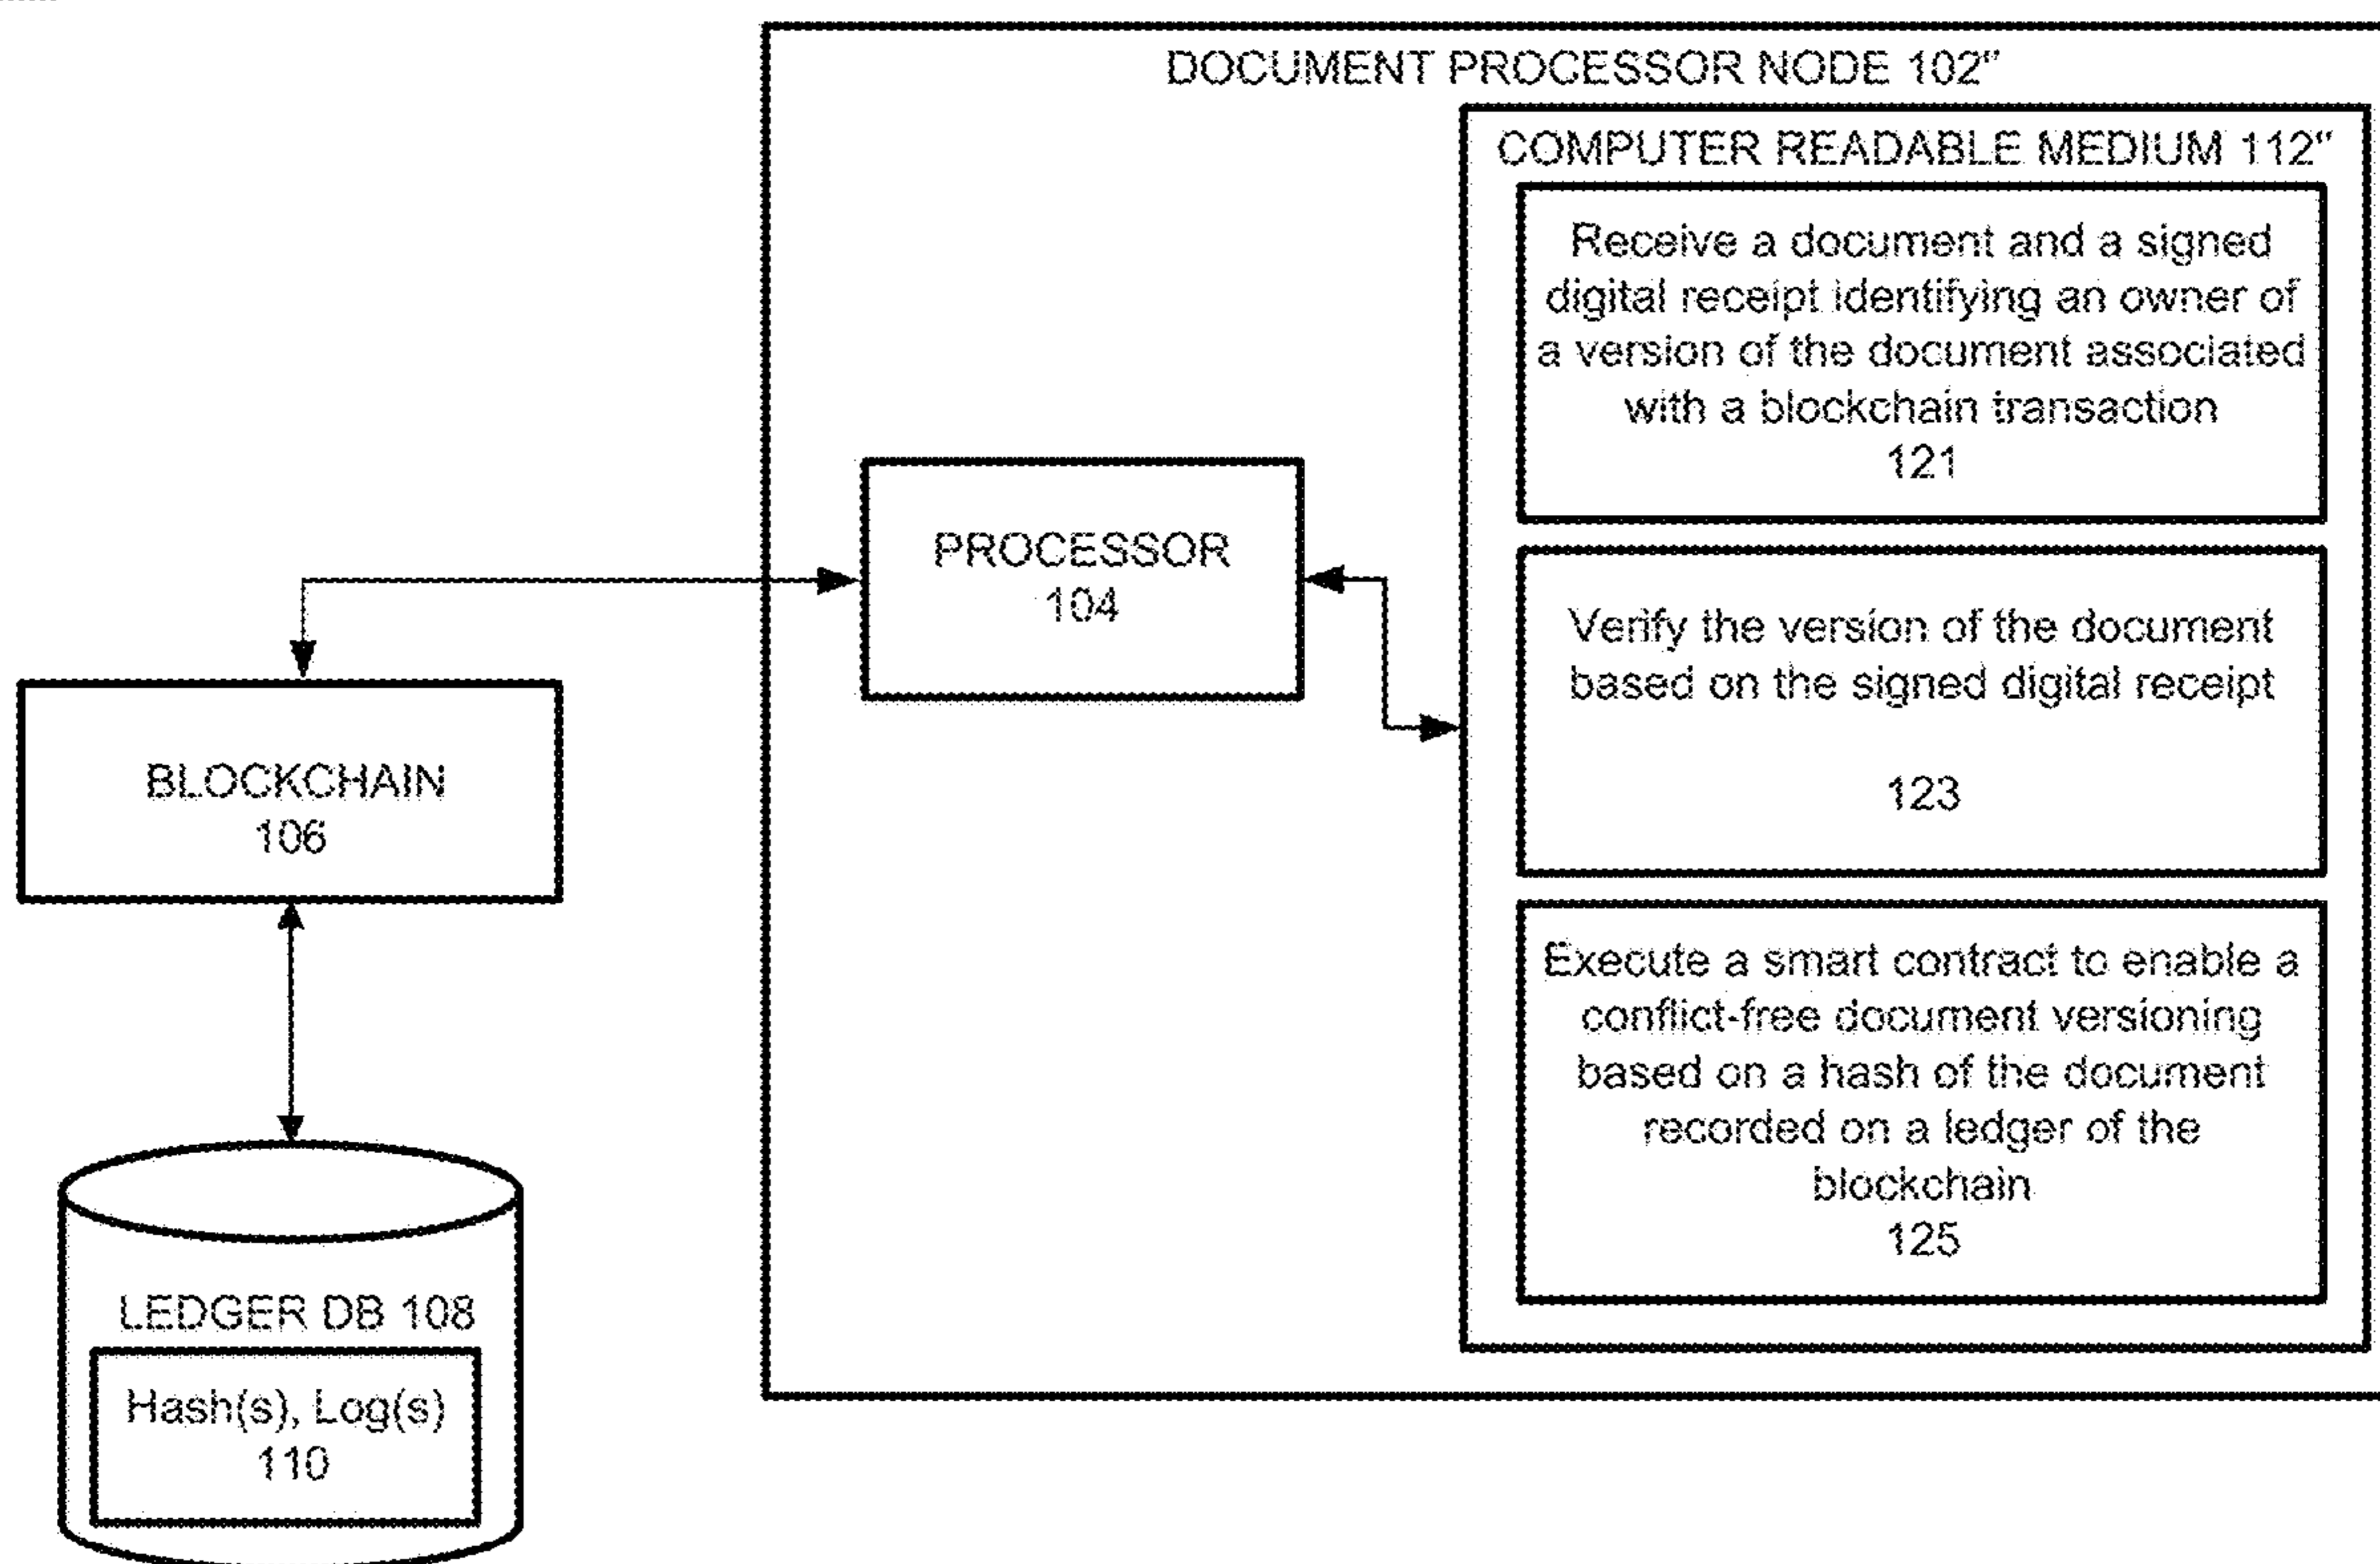 DOCUMENT PROCESSOR NODE 102"
COMPUTER READABLE MEDIUM 112"
Receive a document and a signed
digital receipt identifying an owner of
a version of the document associated
with a blockchain transaction
121
PROCESSOR
104
Verify the version of the document
based on the signed digital receipt
123
BLOCKCHAIN
106
Execute a smart contract to enable a
conflict-free document versioning
based on a hash of the document
recorded on a ledger of the
blockchain
125
LEDGER DB 108
Hash(s), Log(s)
110